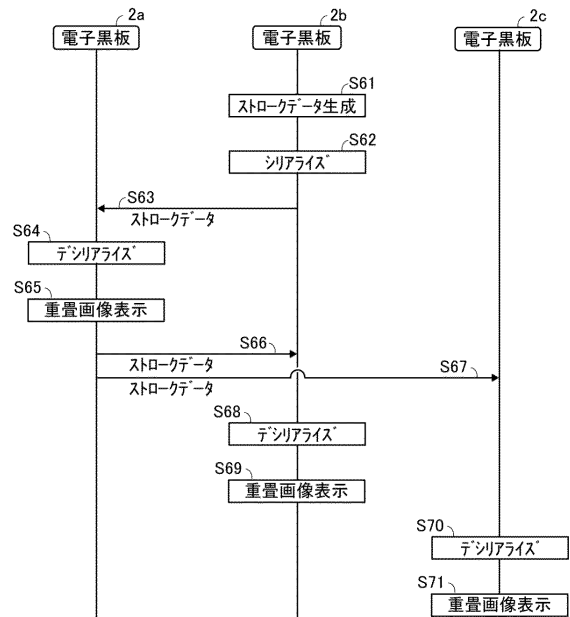 2a
2b
2c
電子黒板
電子黒板
電子黒板
S61
ストロークデータ生成
S62
シリアライズ
S63
ストロークデータ
S64
デシリアライズ
S65
重畳画像表示
S66
ストロークデータ
S67
ストロークデータ
S68
デシリアライズ
S69
重畳画像表示
S70
デシリアライズ
S71
重畳画像表示